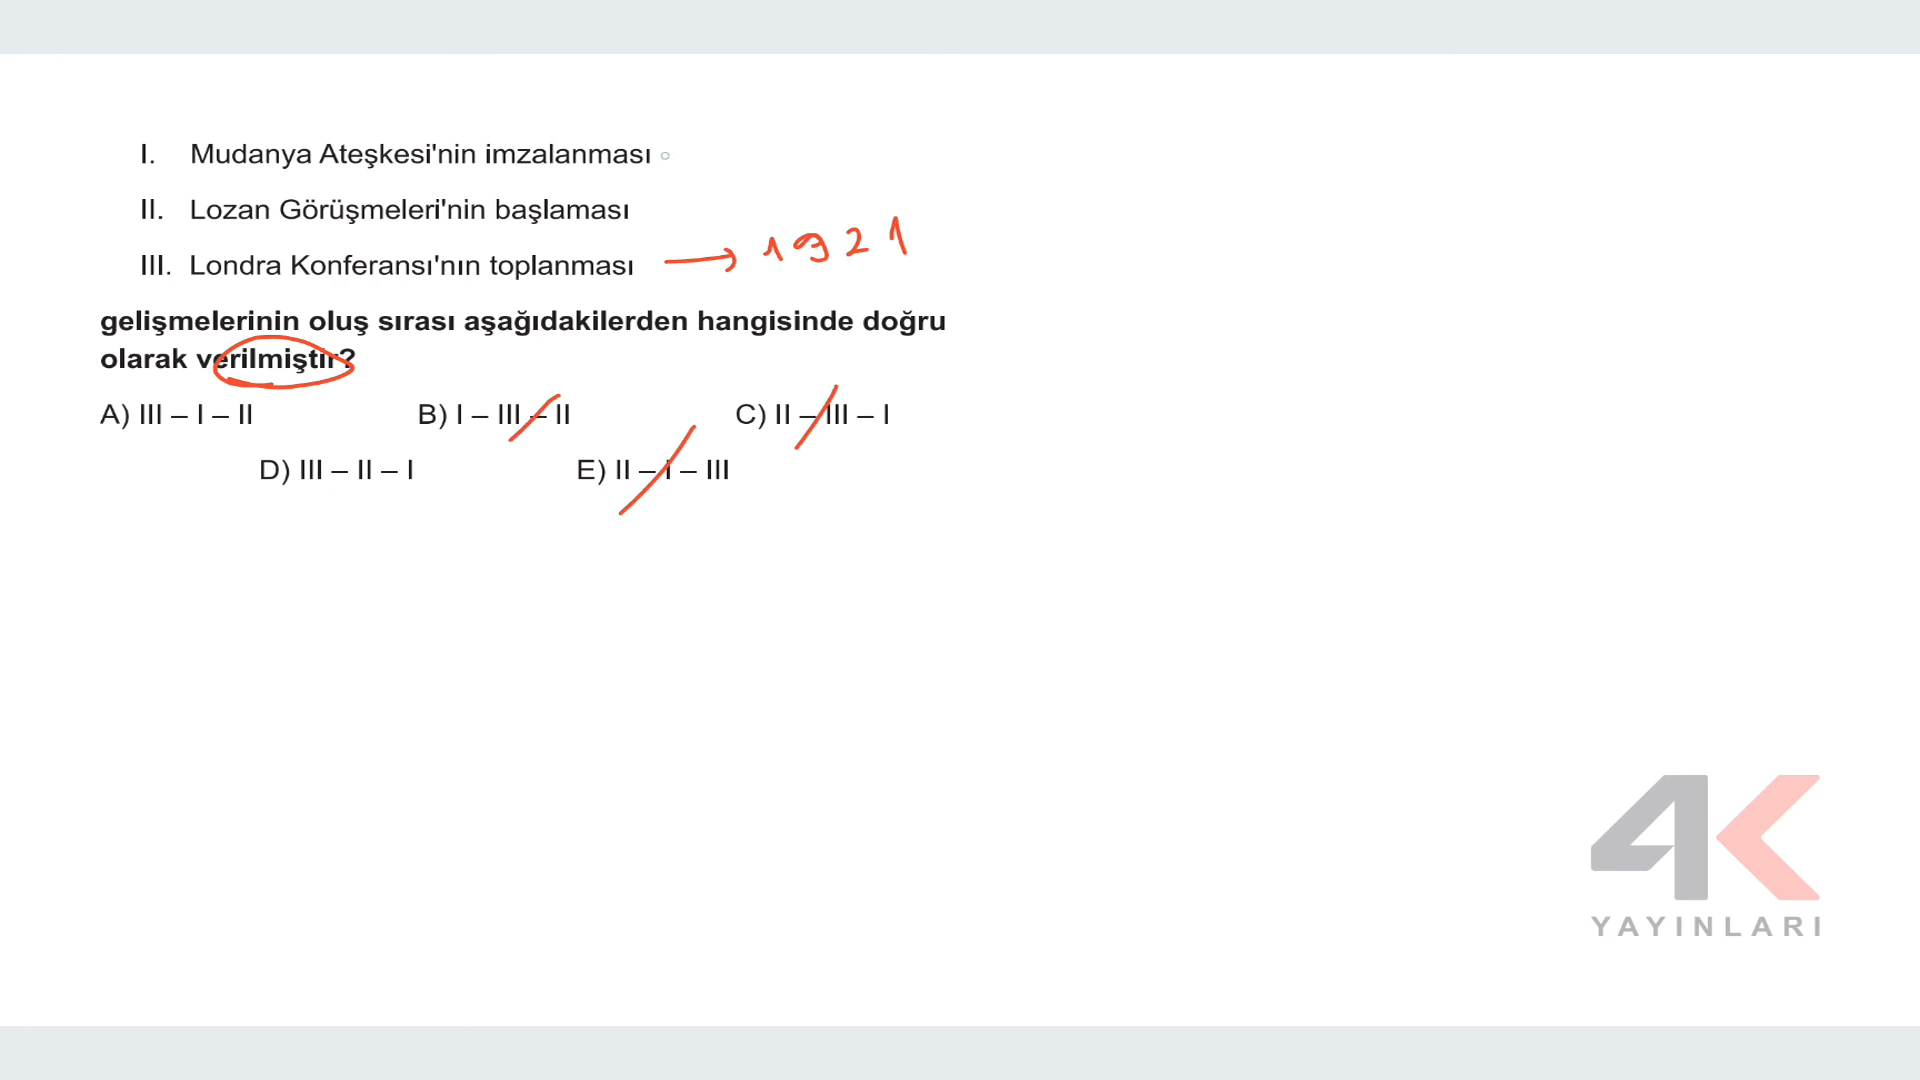 I. Mudanya Ateşkesi'nin imzalanması
II. Lozan Görüşmeleri'nin başlaması
III. Londra Konferansı'nın toplanması → 1921
gelişmelerinin oluş sırası aşağıdakilerden hangisinde doğru
olarak verilmiştir?
A) III – I – II B) I – III – II C) II – III – I
D) III – II – I E) II – I – III
4K
YAYINLARI